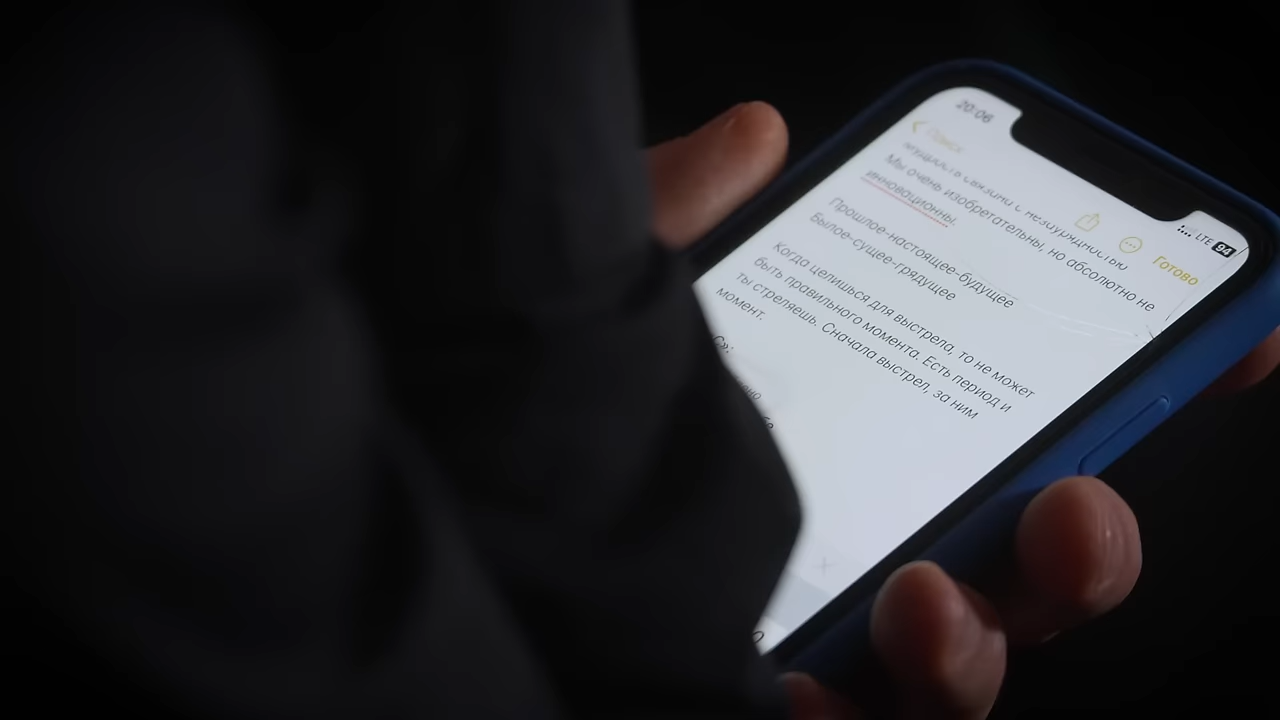 20:06
LTE 94
Поиск
Готово
Мы очень изобретательны, но абсолютно не
инновационны.
Прошлое-настоящее-будущее
Былое-сущее-грядущее
Когда целишься для выстрела, то не может
быть правильного момента. Есть период и
ты стреляешь. Сначала выстрел, за ним
момент.
С»: